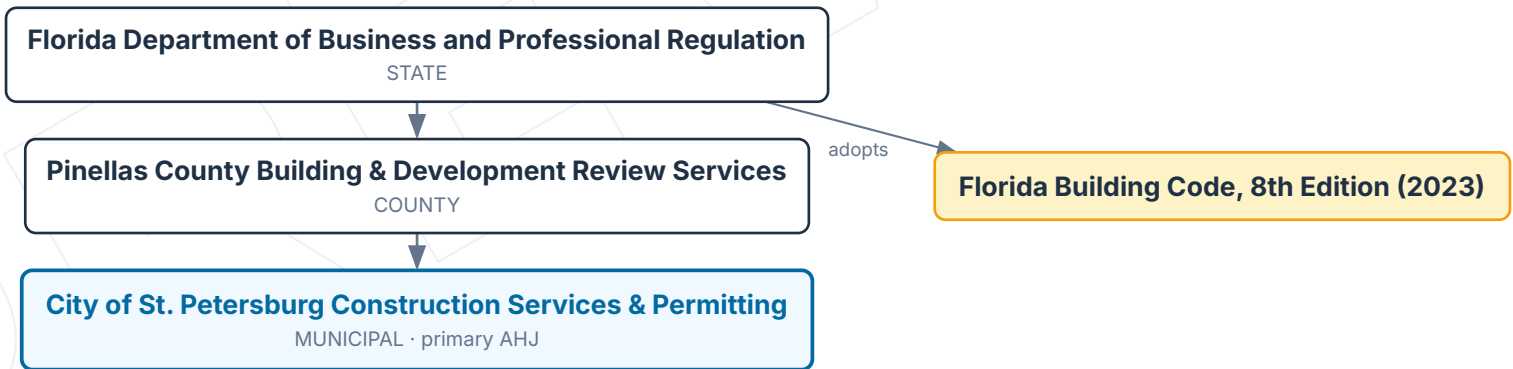 Florida Department of Business and Professional Regulation
STATE
Pinellas County Building & Development Review Services
COUNTY
adopts
Florida Building Code, 8th Edition (2023)
City of St. Petersburg Construction Services & Permitting
MUNICIPAL · primary AHJ